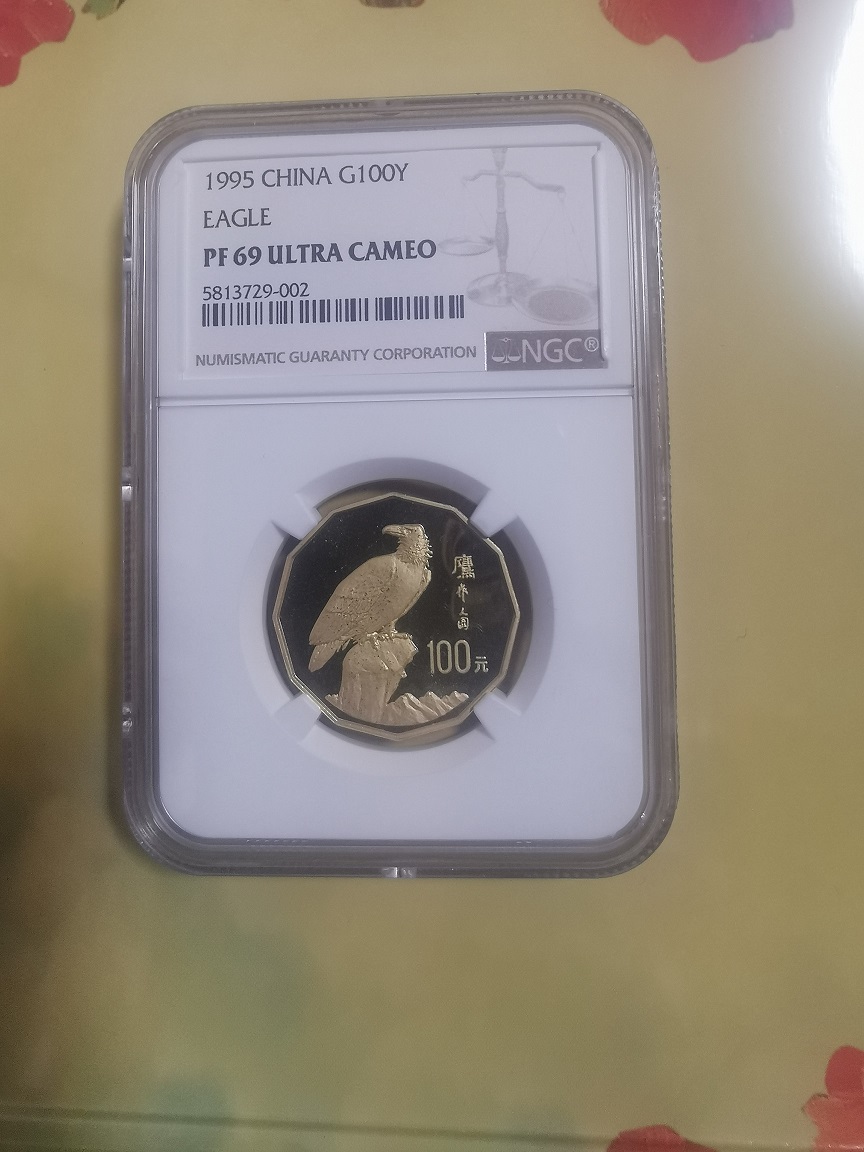 1995 CHINA G100Y
EAGLE
PF 69 ULTRA CAMEO
5813729-002
NUMISMATIC GUARANTY CORPORATION
NGC®
鷹
100元